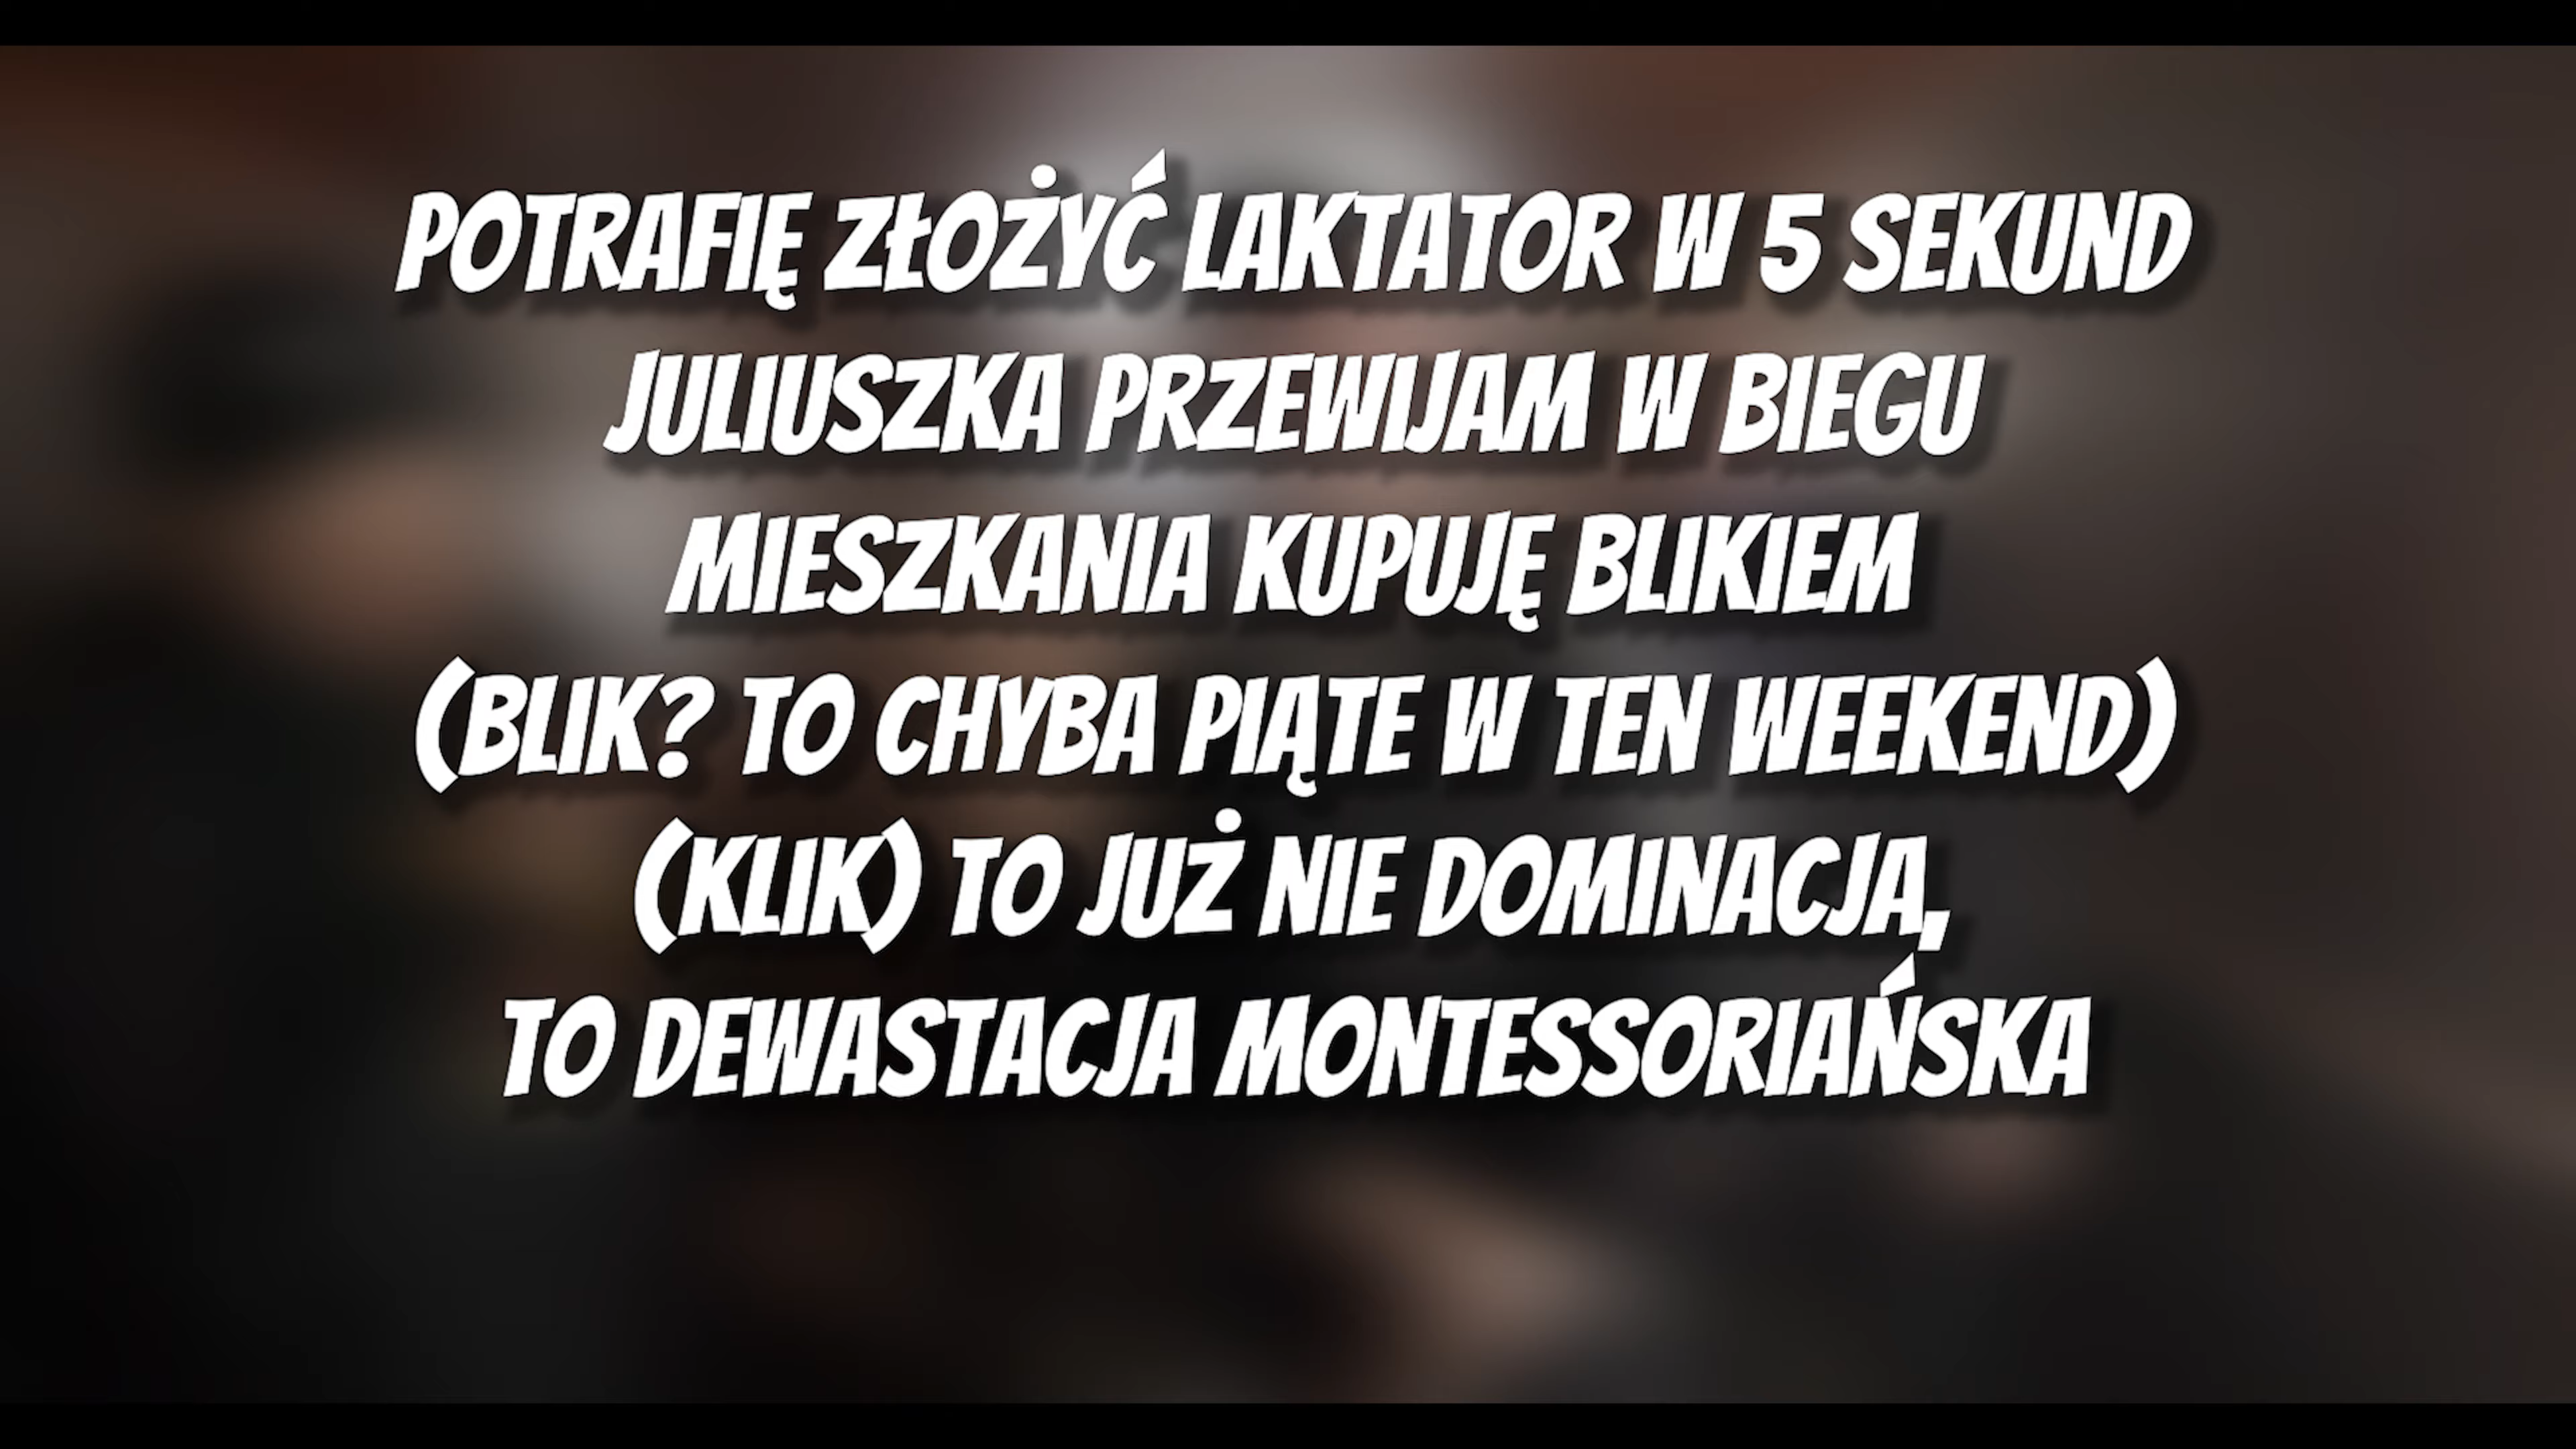 POTRAFIĘ ZŁOŻYĆ LAKTATOR W 5 SEKUND
JULIUSZKA PRZEWIJAM W BIEGU
MIESZKANIA KUPUJĘ BLIKIEM
(BLIK? TO CHYBA PIĄTE W TEN WEEKEND)
(KLIK) TO JUŻ NIE DOMINACJA,
TO DEWASTACJA MONTESSORIAŃSKA